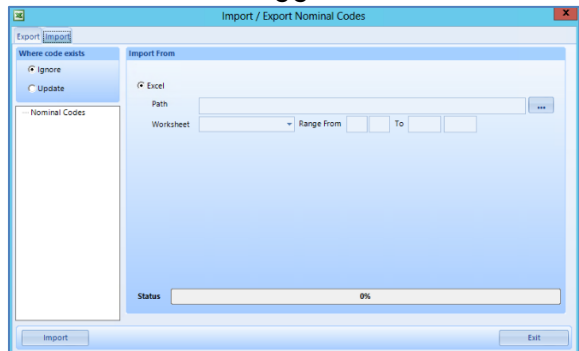 Import / Export Nominal Codes
X
Export Import
Where code exists
Import From
Ignore
Update
Excel
Path
...
Nominal Codes
Worksheet
Range From
To
Status
0%
Import
Exit